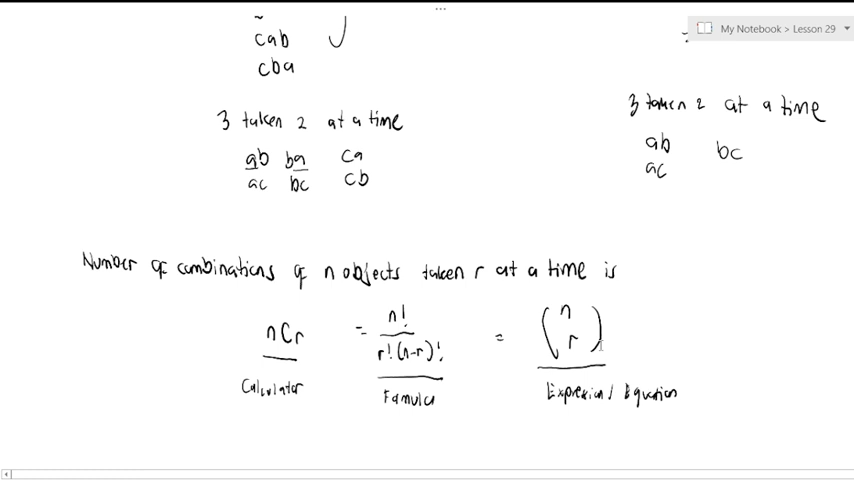 My Notebook > Lesson 29
cab
cba
3 taken 2 at a time
ab ba ca
ac bc cb
3 taken 2 at a time
ab bc
ac
Number of combinations of n objects taken r at a time is
nCr = n! / r!(n-r)! = (n r)
Calculator Formula Expression/ Equation